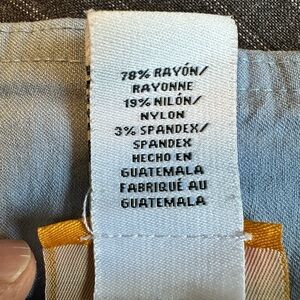 78% RAYÓN/
RAYONNE
19% NILÓN/
NYLON
3% SPANDEX/
SPANDEX
HECHO EN
GUATEMALA
FABRIQUÉ AU
GUATEMALA